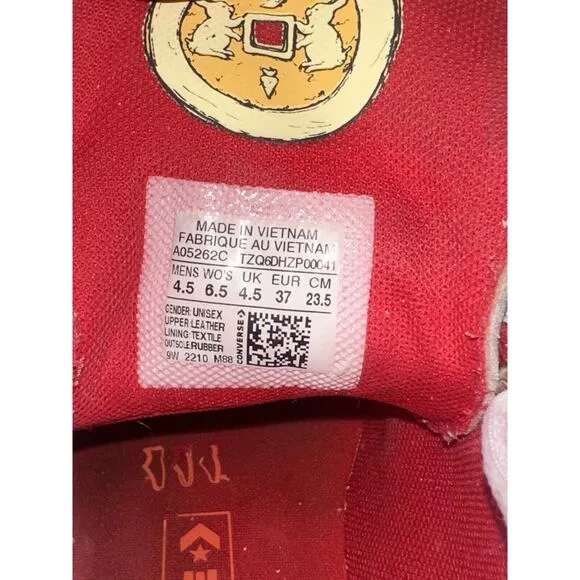 MADE IN VIETNAM
FABRIQUE AU VIETNAM
A05262C TZQ6DHZP00041
MENS WO'S UK EUR CM
4.5 6.5 4.5 37 23.5
GENDER: UNISEX
UPPER: LEATHER
LINING: TEXTILE
OUTSOLE: RUBBER
9W 2210 M88
CONVERSE